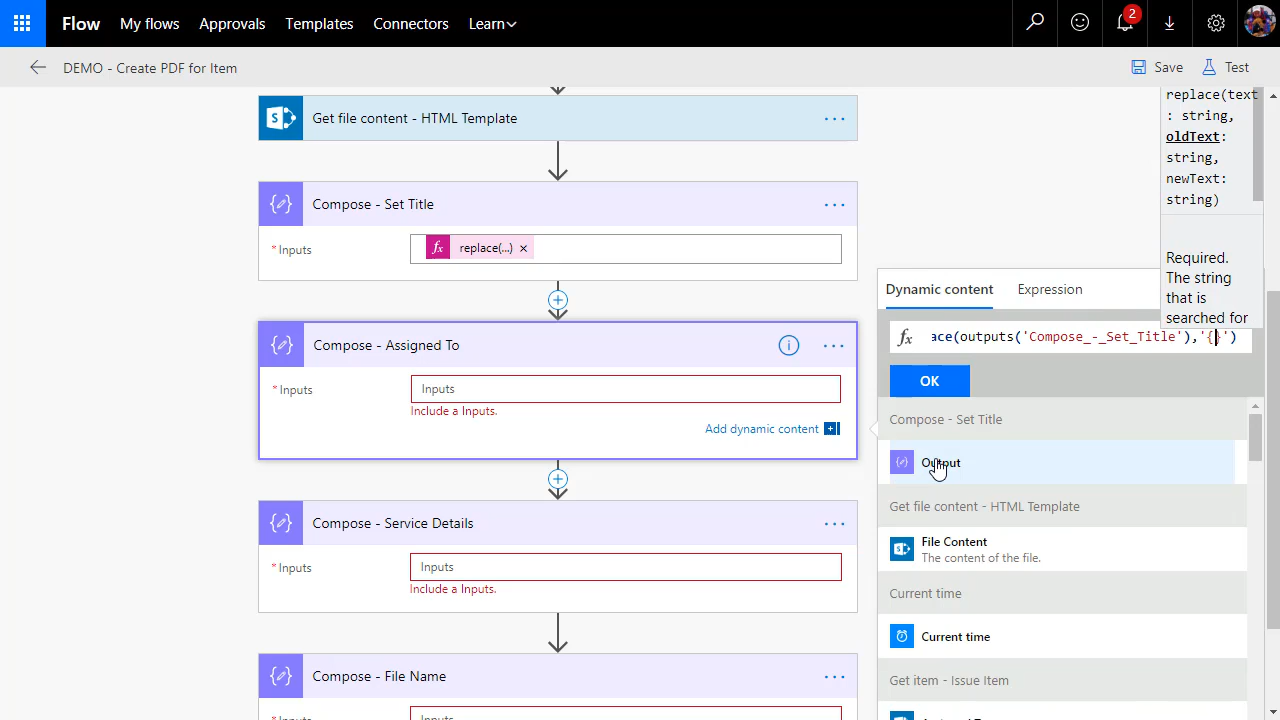 Flow
My flows
Approvals
Templates
Connectors
Learn
2
DEMO - Create PDF for Item
Save
Test
Get file content - HTML Template
Compose - Set Title
* Inputs
fx
replace(...) ×
Compose - Assigned To
* Inputs
Inputs
Include a Inputs.
Add dynamic content
Compose - Service Details
* Inputs
Inputs
Include a Inputs.
Compose - File Name
* Inputs
Inputs
replace(text
: string,
oldText:
string,
newText:
string)
Required.
The string
that is
searched for
Dynamic content
Expression
fx
ace(outputs('Compose_-_Set_Title'),'{}')
OK
Compose - Set Title
Output
Get file content - HTML Template
File Content
The content of the file.
Current time
Current time
Get item - Issue Item